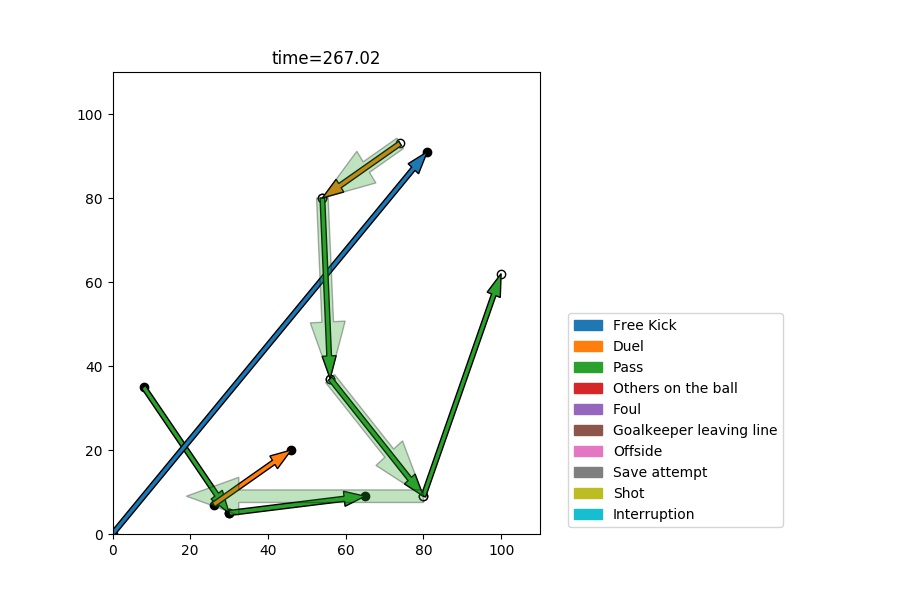 time=267.02
100
80
60
40
20
0
0 20 40 60 80 100
Free Kick
Duel
Pass
Others on the ball
Foul
Goalkeeper leaving line
Offside
Save attempt
Shot
Interruption